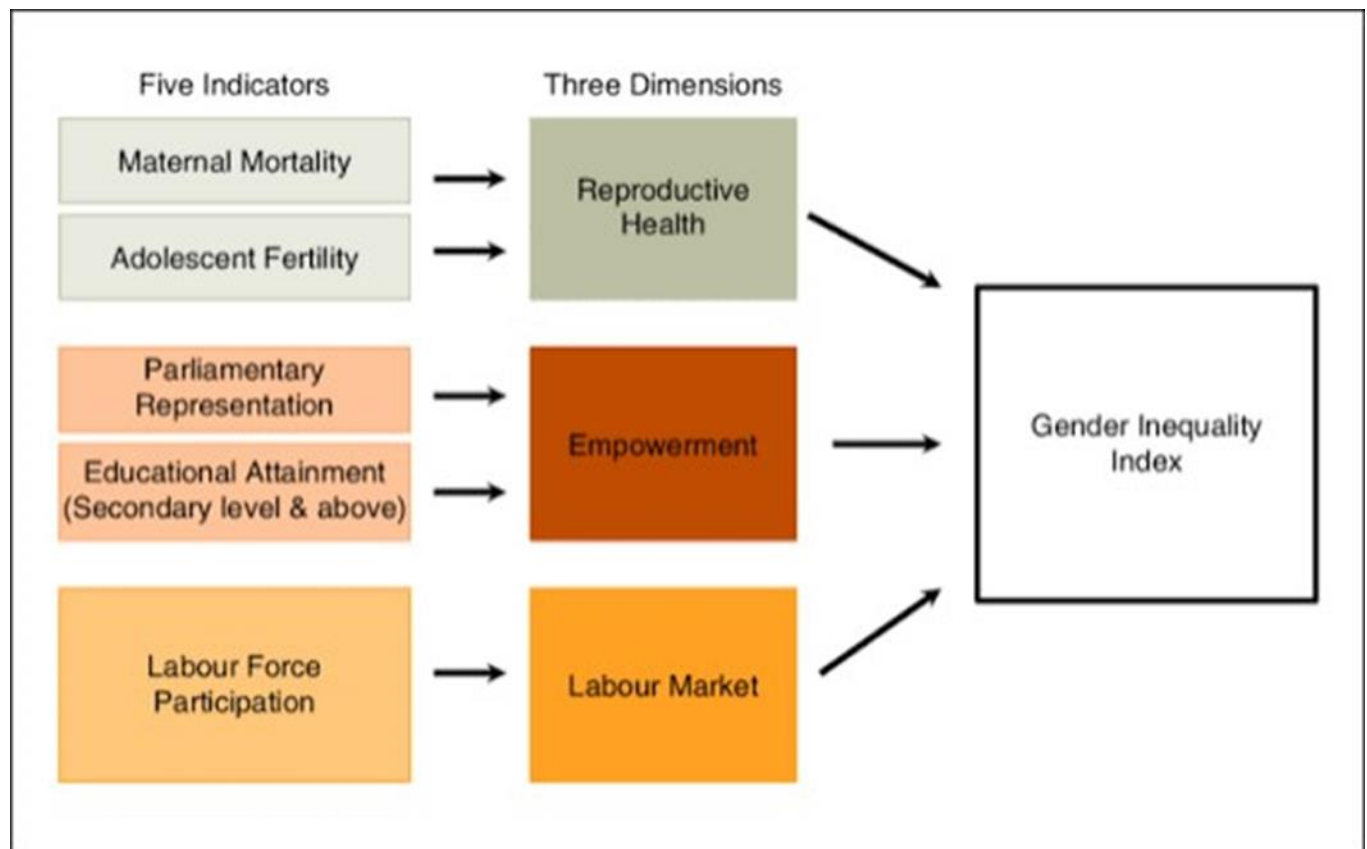 Five Indicators
Three Dimensions
Maternal Mortality
Adolescent Fertility
Reproductive
Health
Parliamentary
Representation
Educational Attainment
(Secondary level & above)
Empowerment
Labour Force
Participation
Labour Market
Gender Inequality
Index